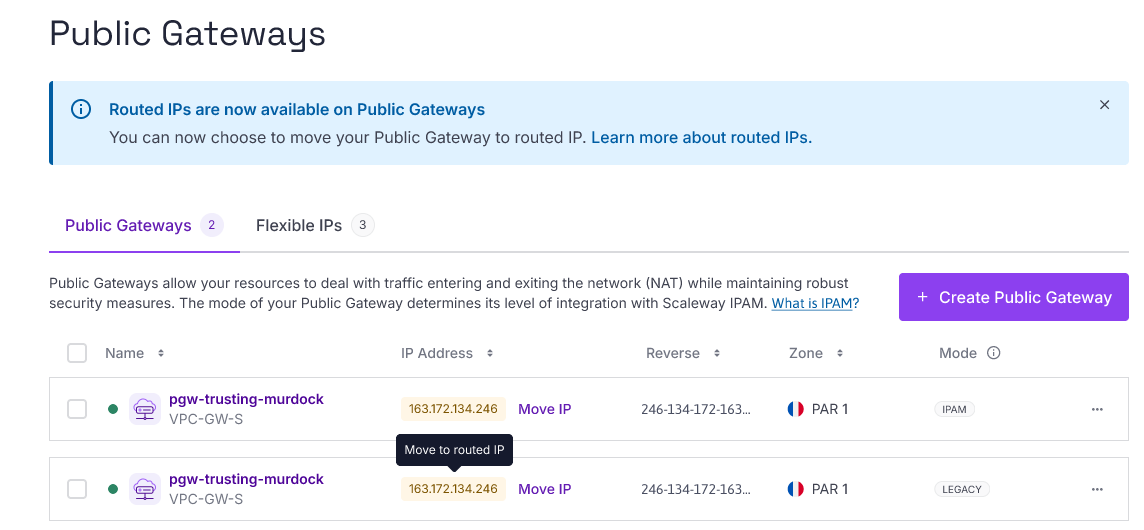 Public Gateways
Routed IPs are now available on Public Gateways
You can now choose to move your Public Gateway to routed IP. Learn more about routed IPs.
Public Gateways 2 Flexible IPs 3
Public Gateways allow your resources to deal with traffic entering and exiting the network (NAT) while maintaining robust
security measures. The mode of your Public Gateway determines its level of integration with Scaleway IPAM. What is IPAM?
+ Create Public Gateway
Name IP Address Reverse Zone Mode
pgw-trusting-murdock
VPC-GW-S
163.172.134.246 Move IP 246-134-172-163... PAR 1 IPAM
Move to routed IP
pgw-trusting-murdock
VPC-GW-S
163.172.134.246 Move IP 246-134-172-163... PAR 1 LEGACY